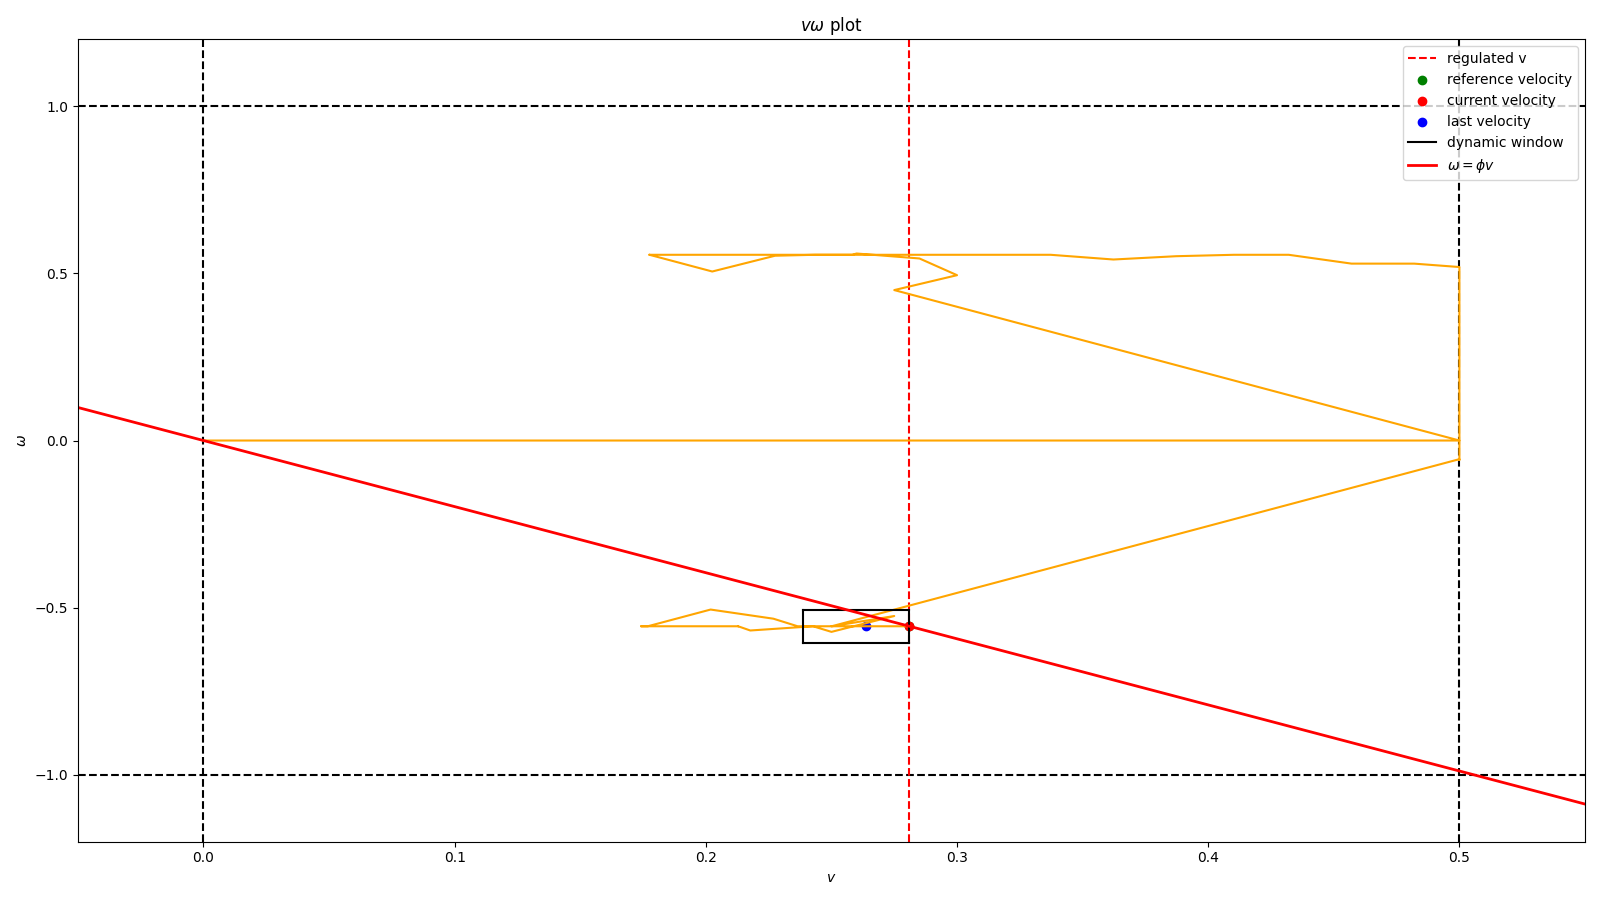 vω plot
regulated v
reference velocity
current velocity
last velocity
dynamic window
ω = ϕv
1.0
0.5
0.0
−0.5
−1.0
ω
0.0 0.1 0.2 0.3 0.4 0.5
v